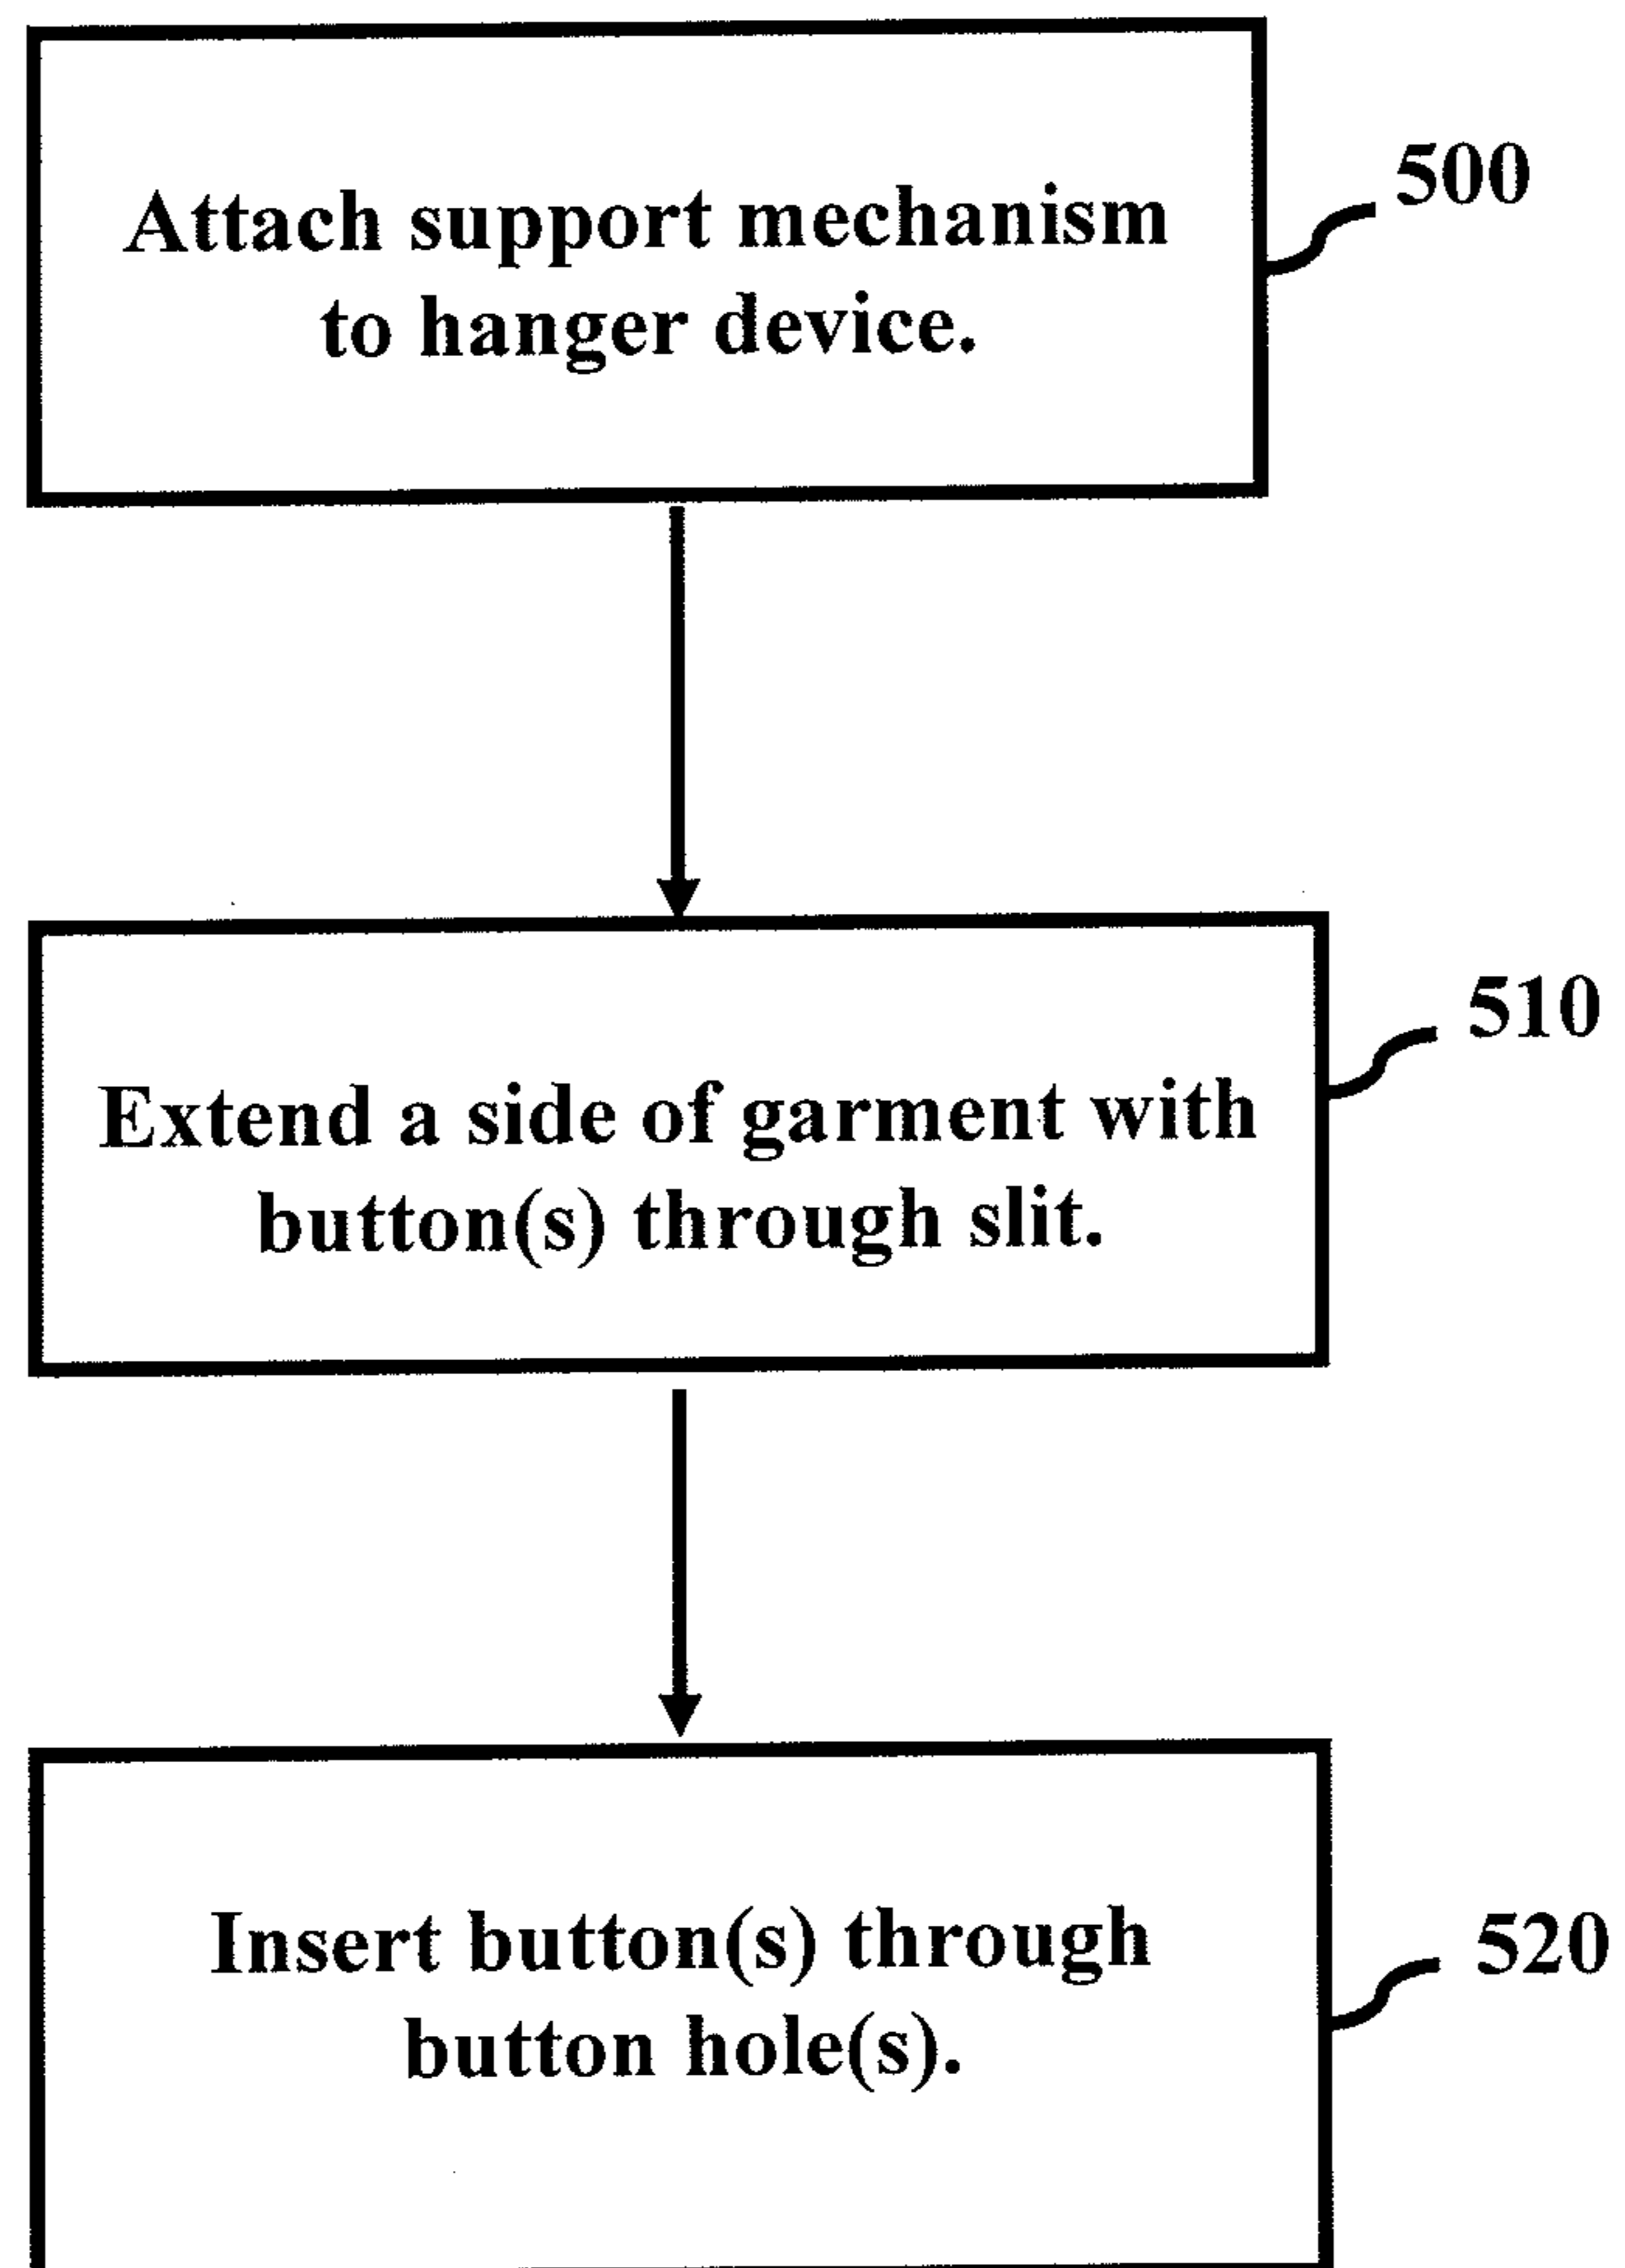 Attach support mechanism
to hanger device.
500
Extend a side of garment with
button(s) through slit.
510
Insert button(s) through
button hole(s).
520